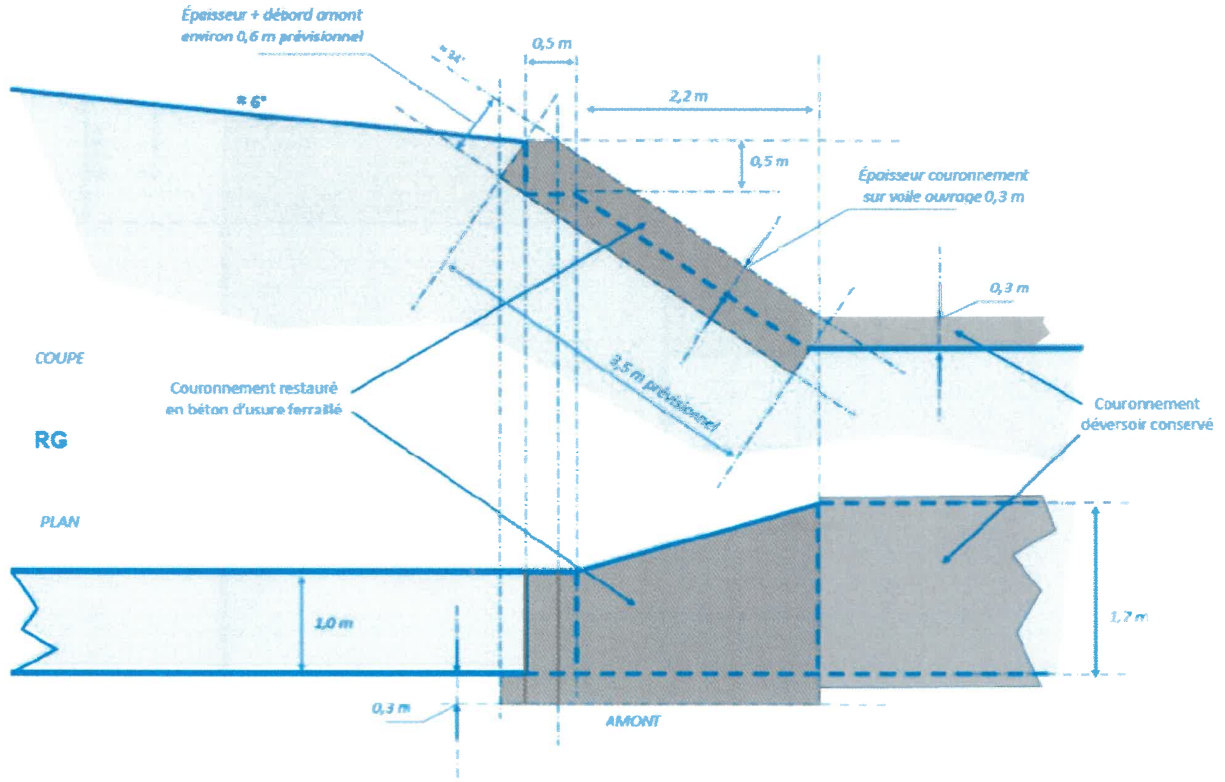 Épaisseur + débord amont
environ 0,6 m prévisionnel
0,5 m
≈ 34°
≈ 6°
2,2 m
0,5 m
Épaisseur couronnement
sur voile ouvrage 0,3 m
0,3 m
COUPE
3,5 m prévisionnel
Couronnement restauré
en béton d'usure ferraillé
Couronnement
déversoir conservé
RG
PLAN
1,0 m
1,7 m
0,3 m
AMONT